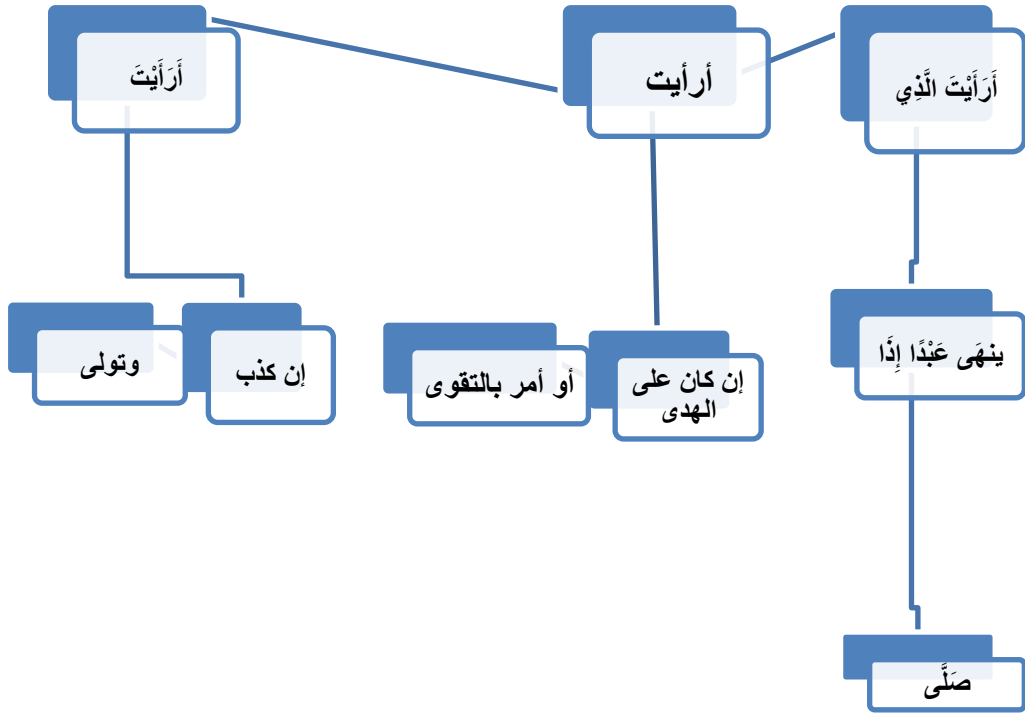 أَرَأَيْتَ الَّذِي
أرأيت
أَرَأَيْتَ
ينهَى عَبْدًا إِذَا
إن كان على
الهدى
أو أمر بالتقوى
إن كذب
وتولى
صَلَّى